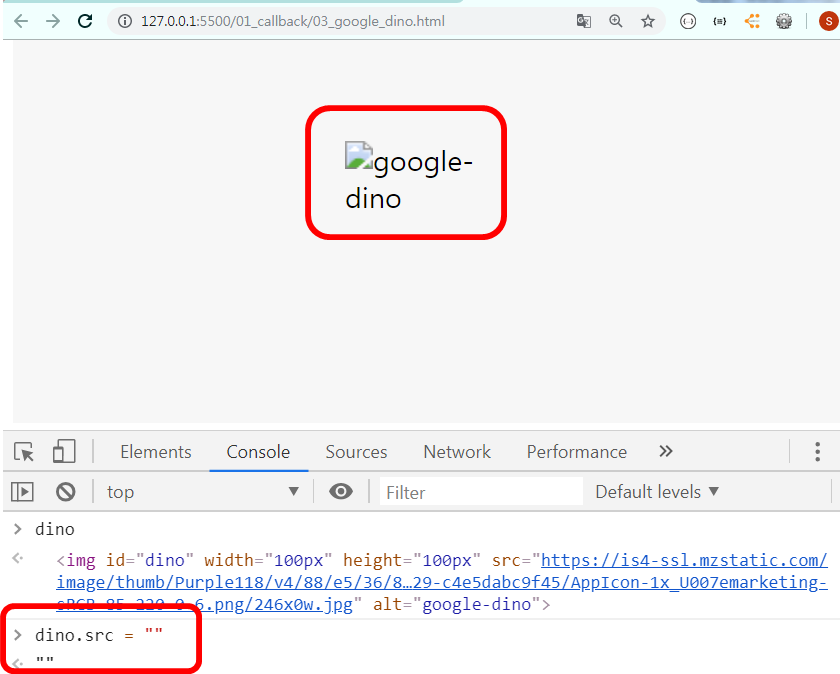 127.0.0.1:5500/01_callback/03_google_dino.html
S
google-
dino
Elements Console Sources Network Performance »
top ▼ Filter Default levels ▼
> dino
<img id="dino" width="100px" height="100px" src="https://is4-ssl.mzstatic.com/
image/thumb/Purple118/v4/88/e5/36/8…29-c4e5dabc9f45/AppIcon-1x_U007emarketing-
sRGB-85-220-0-6.png/246x0w.jpg" alt="google-dino">
> dino.src = ""
""